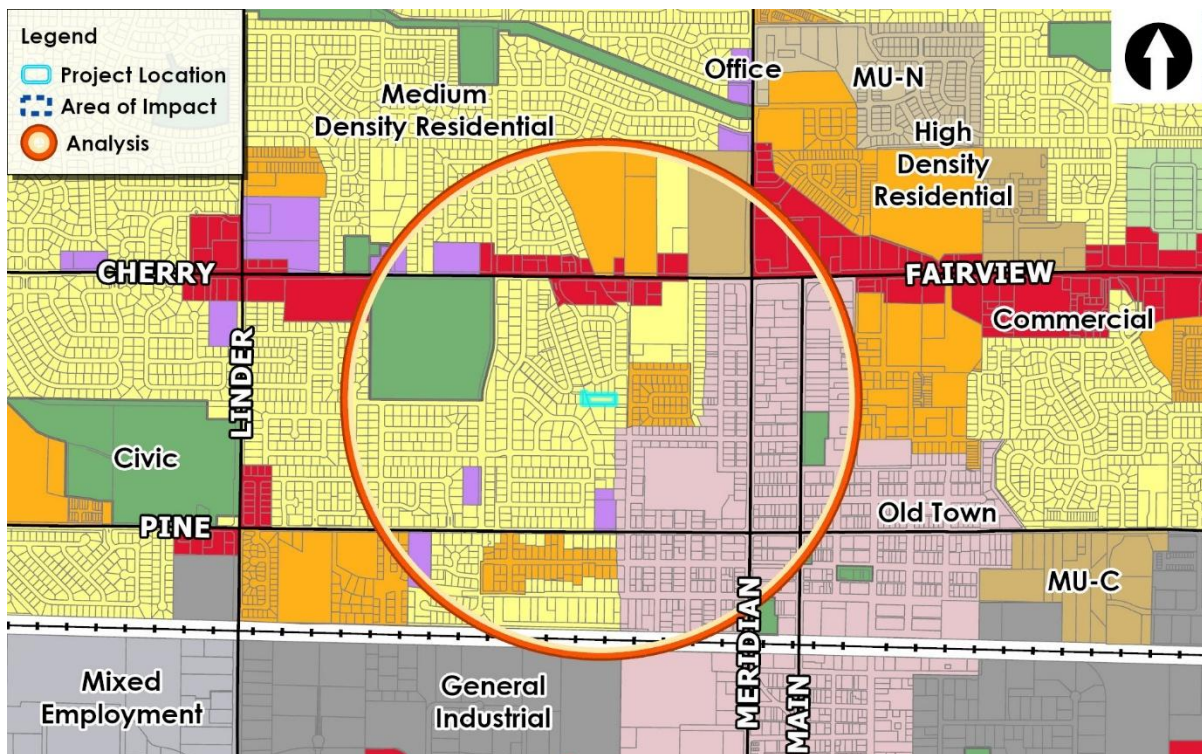 Legend
Project Location
Area of Impact
Analysis
Office
MU-N
Medium
Density Residential
High
Density
Residential
CHERRY
FAIRVIEW
Commercial
LINDER
Civic
PINE
Old Town
MU-C
MERIDIAN
MAIN
Mixed
Employment
General
Industrial